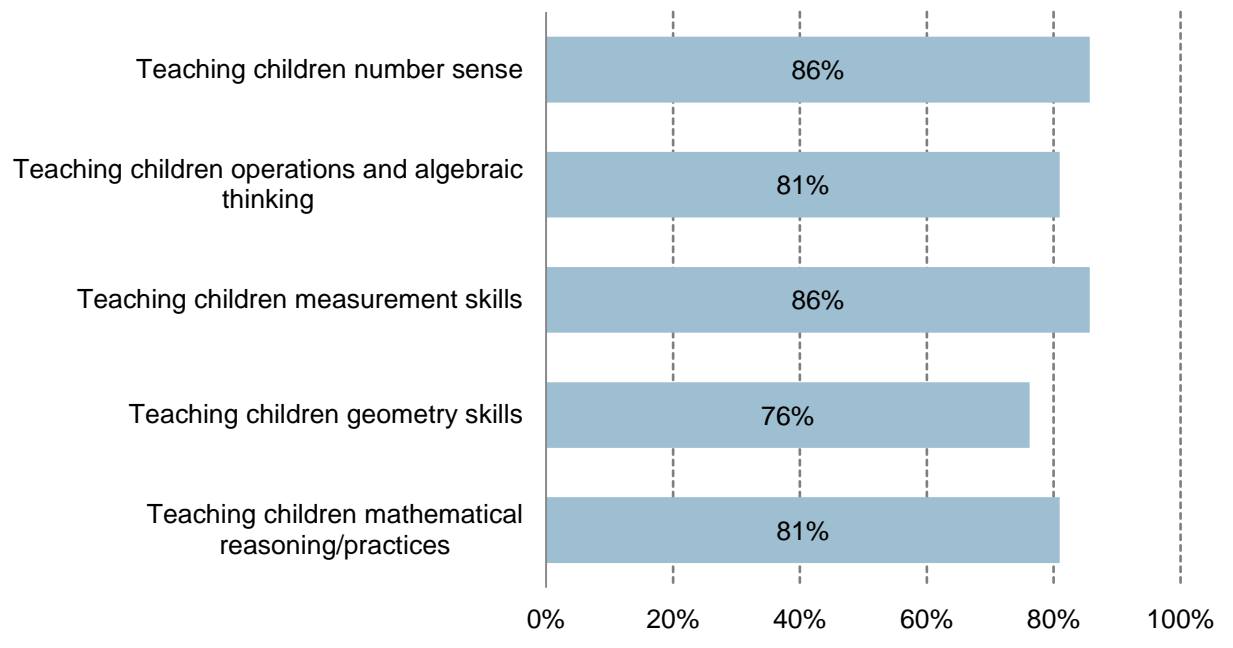 Teaching children number sense
86%
Teaching children operations and algebraic
thinking
81%
Teaching children measurement skills
86%
Teaching children geometry skills
76%
Teaching children mathematical
reasoning/practices
81%
0% 20% 40% 60% 80% 100%